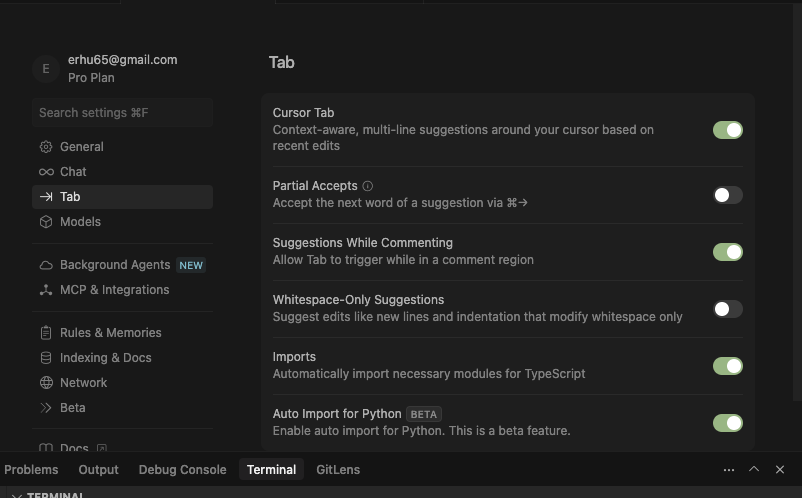 E
erhu65@gmail.com
Pro Plan
Search settings ⌘F
General
Chat
Tab
Models
Background Agents NEW
MCP & Integrations
Rules & Memories
Indexing & Docs
Network
Beta
Docs
Tab
Cursor Tab
Context-aware, multi-line suggestions around your cursor based on
recent edits
Partial Accepts
Accept the next word of a suggestion via ⌘→
Suggestions While Commenting
Allow Tab to trigger while in a comment region
Whitespace-Only Suggestions
Suggest edits like new lines and indentation that modify whitespace only
Imports
Automatically import necessary modules for TypeScript
Auto Import for Python BETA
Enable auto import for Python. This is a beta feature.
Problems Output Debug Console Terminal GitLens
TERMINAL